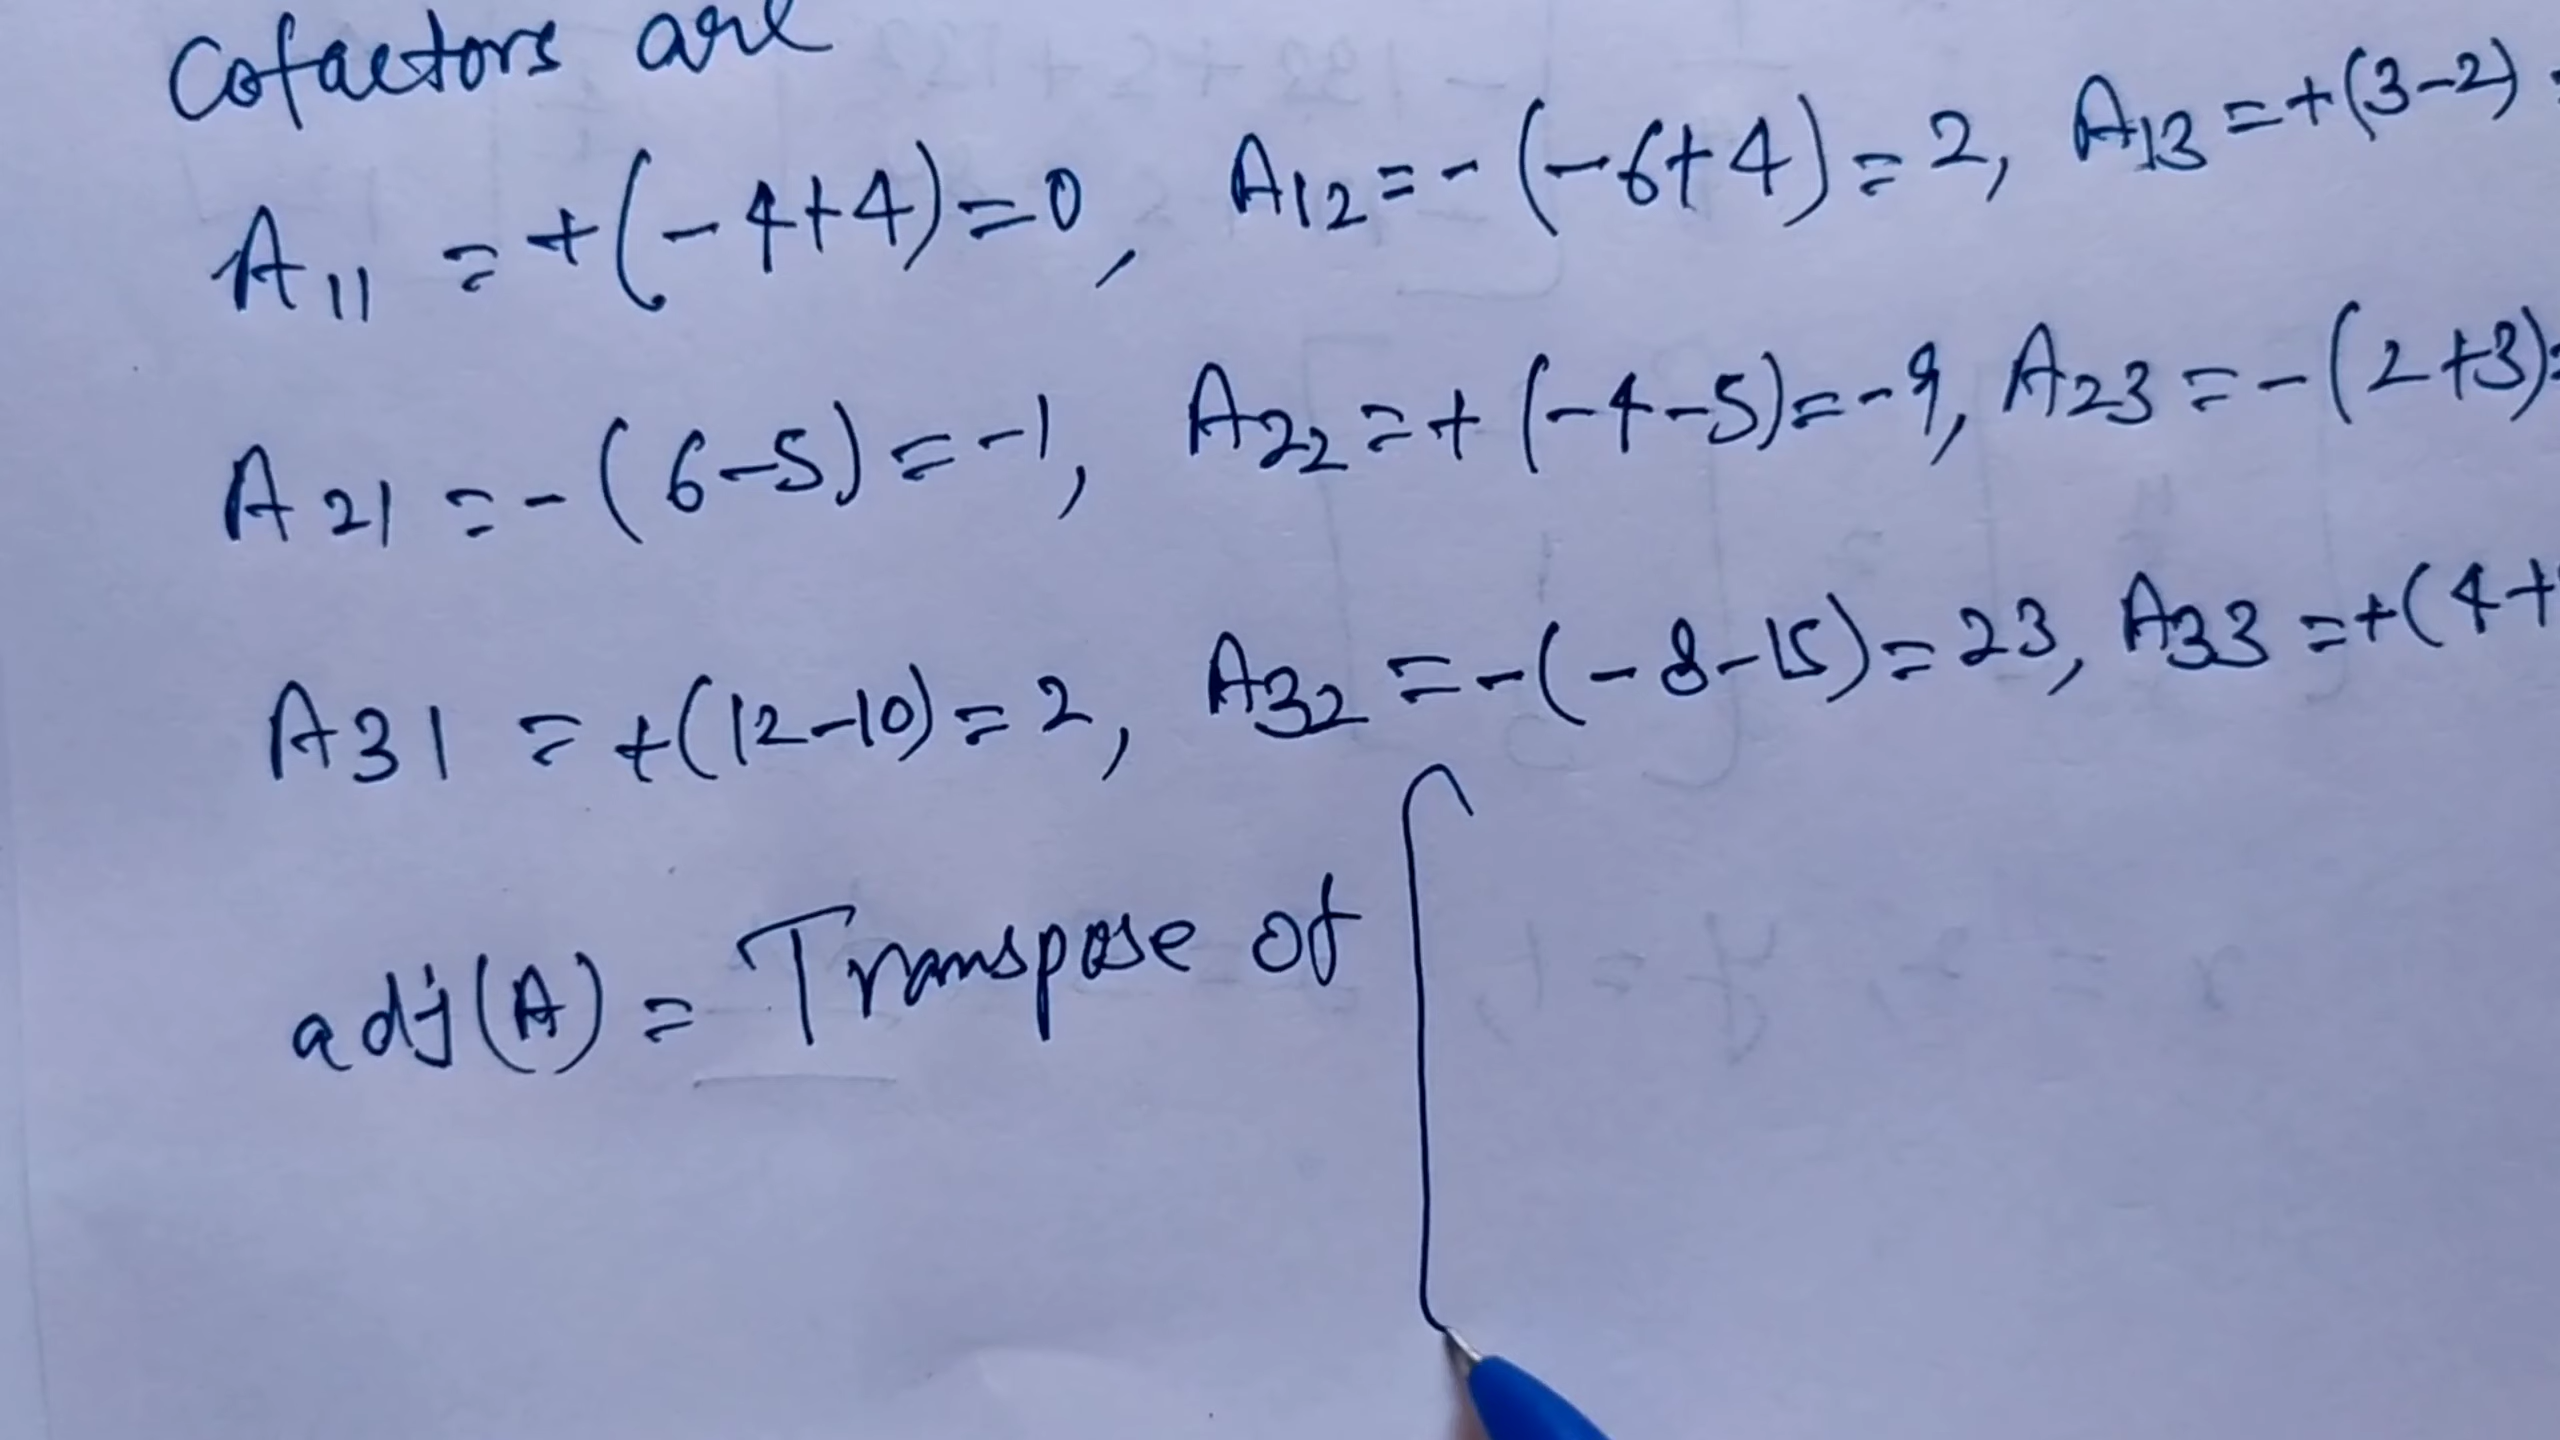 Cofactors are
A11 = +(-4+4)=0, A12=-(-6+4)=2, A13=+(3-2)=
A21 =-(6-5)=-1, A22=+(-4-5)=-9, A23=-(2+3)=
A31 = +(12-10)=2, A32=-(-8-15)=23, A33=+(4+
adj(A) = Transpose of [